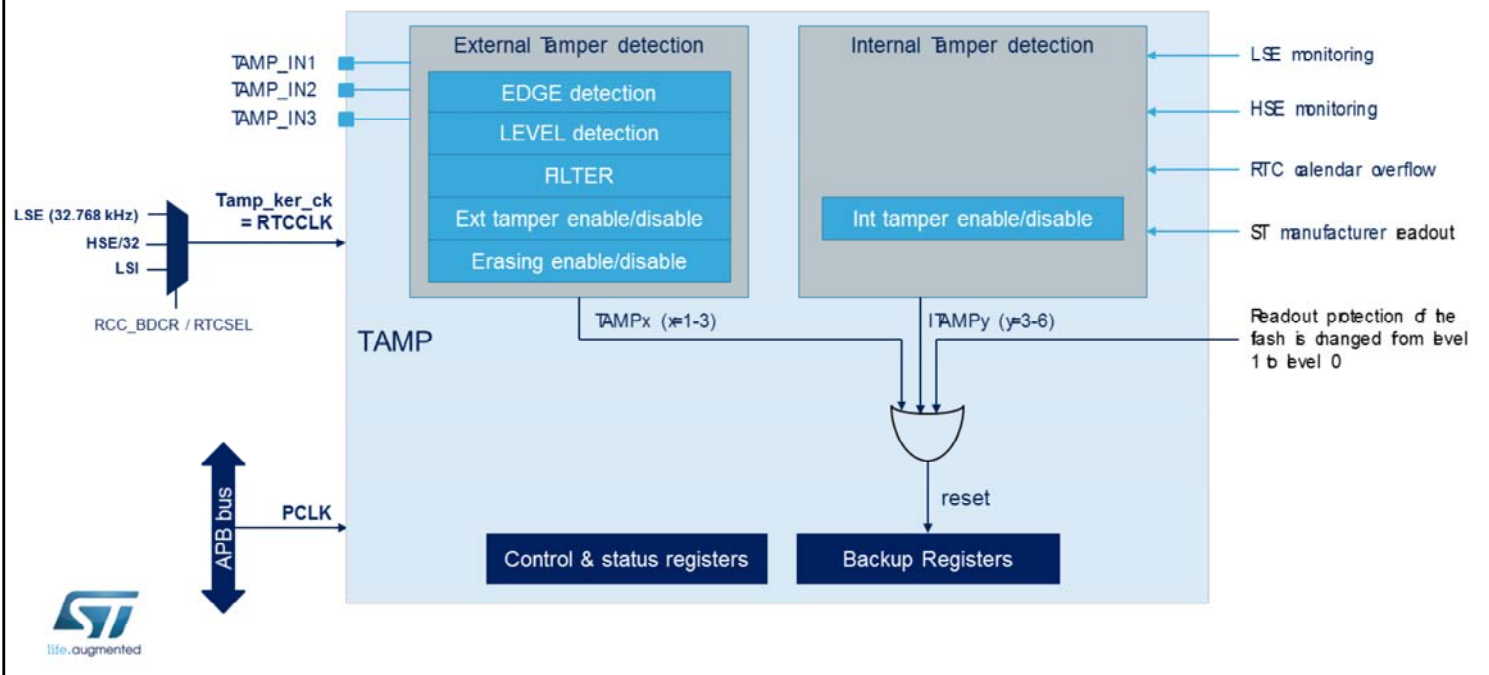 External Tamper detection
Internal Tamper detection
TAMP_IN1
TAMP_IN2
TAMP_IN3
EDGE detection
LEVEL detection
FILTER
Ext tamper enable/disable
Erasing enable/disable
Int tamper enable/disable
LSE monitoring
HSE monitoring
RTC calendar overflow
ST manufacturer readout
LSE (32.768 kHz)
HSE/32
LSI
Tamp_ker_ck
= RTCCLK
RCC_BDCR / RTCSEL
TAMP
TAMPx (x=1-3)
ITAMPy (y=3-6)
Readout protection of the
flash is changed from level
1 to level 0
reset
APB bus
PCLK
Control & status registers
Backup Registers
ST
life.augmented